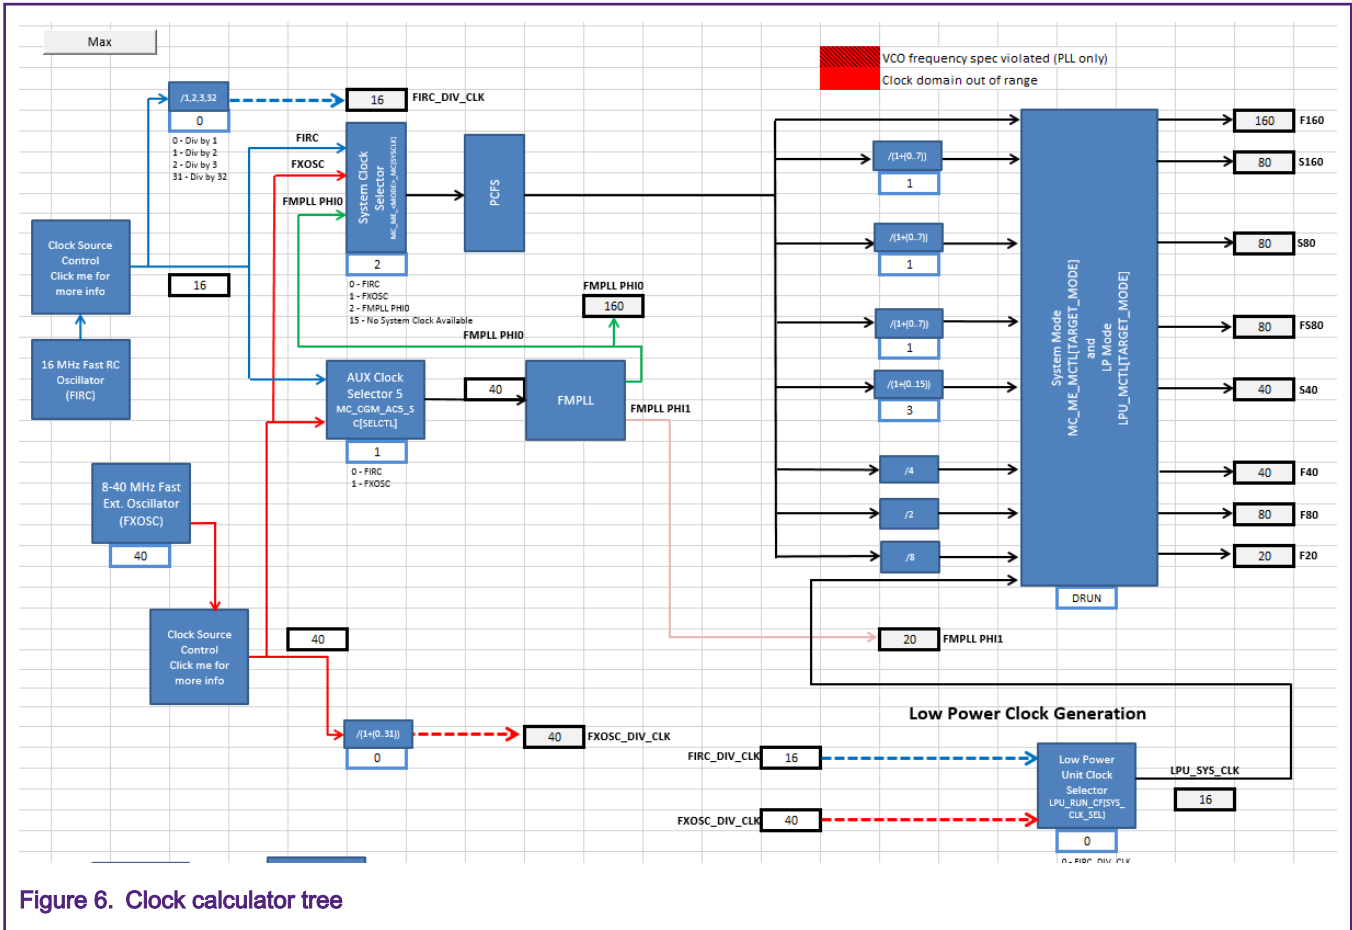 Max
VCO frequency spec violated (PLL only)
Clock domain out of range
/1,2,3,32
0
0 - Div by 1
1 - Div by 2
2 - Div by 3
31 - Div by 32
16
FIRC_DIV_CLK
FIRC
FXOSC
FMPLL PHI0
System Clock
Selector
MC_ME_<MODE>_MC[SYSCLK]
2
0 - FIRC
1 - FXOSC
2 - FMPLL PHI0
15 - No System Clock Available
PCFS
Clock Source
Control
Click me for
more info
16
16 MHz Fast RC
Oscillator
(FIRC)
FMPLL PHI0
160
FMPLL PHI0
AUX Clock
Selector 5
MC_CGM_AC5_S
C[SELCTL]
1
0 - FIRC
1 - FXOSC
40
FMPLL
FMPLL PHI1
8-40 MHz Fast
Ext. Oscillator
(FXOSC)
40
Clock Source
Control
Click me for
more info
40
/(1+(0..31))
0
40
FXOSC_DIV_CLK
/(1+(0..7))
1
/(1+(0..7))
1
/(1+(0..7))
1
/(1+(0..15))
3
/4
/2
/8
System Mode
MC_ME_MCTL[TARGET_MODE]
and
LP Mode
LPU_MCTL[TARGET_MODE]
DRUN
160 F160
80 S160
80 S80
80 FS80
40 S40
40 F40
80 F80
20 F20
20 FMPLL PHI1
Low Power Clock Generation
FIRC_DIV_CLK 16
FXOSC_DIV_CLK 40
Low Power
Unit Clock
Selector
LPU_RUN_CF[SYS_
CLK_SEL]
0
0 - FIRC_DIV_CLK
LPU_SYS_CLK
16
Figure 6. Clock calculator tree